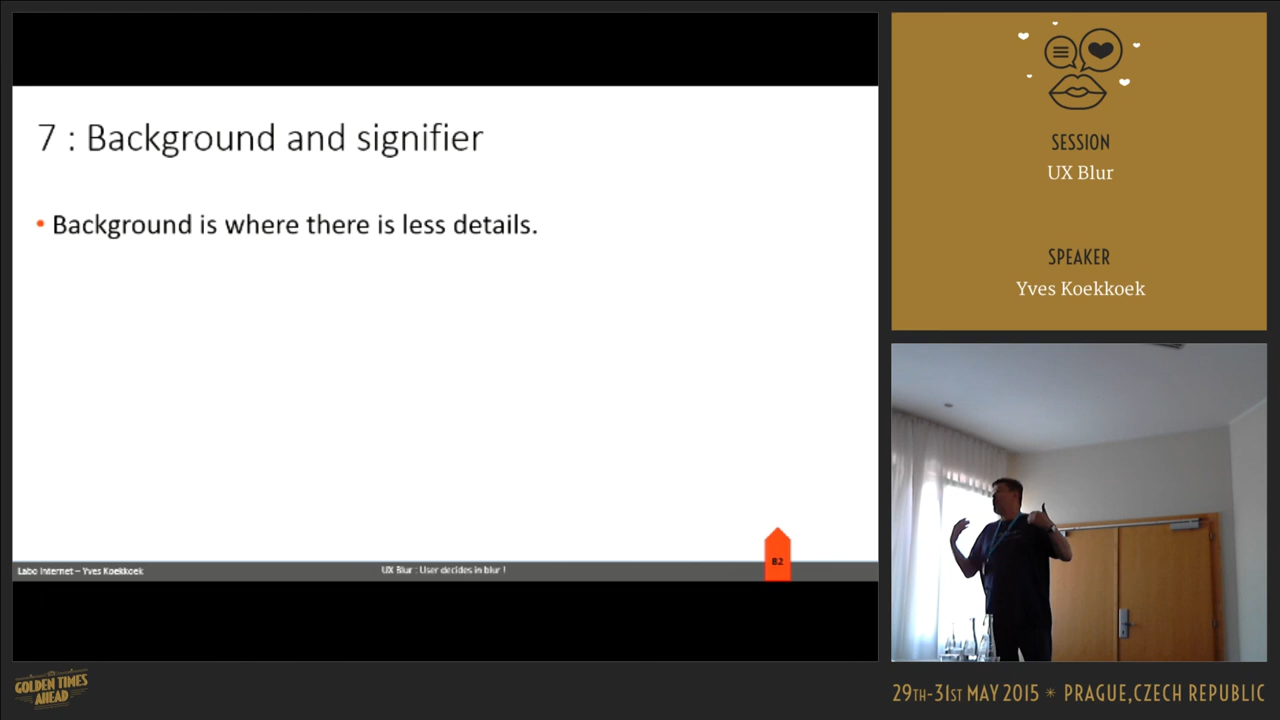 7 : Background and signifier
• Background is where there is less details.
Labo Internet – Yves Koekkoek
UX Blur : User decides in blur !
82
SESSION
UX Blur
SPEAKER
Yves Koekkoek
GOLDEN TIMES
AHEAD
29TH-31ST MAY 2015 * PRAGUE, CZECH REPUBLIC